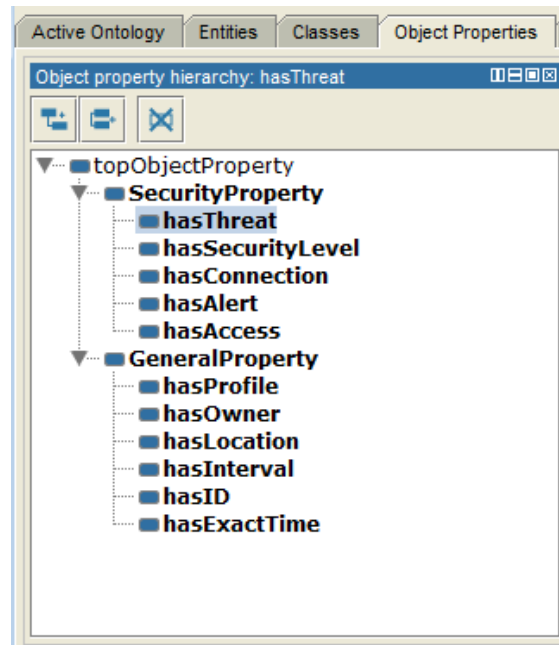 Active Ontology Entities Classes Object Properties
Object property hierarchy: hasThreat
topObjectProperty
SecurityProperty
hasThreat
hasSecurityLevel
hasConnection
hasAlert
hasAccess
GeneralProperty
hasProfile
hasOwner
hasLocation
hasInterval
hasID
hasExactTime